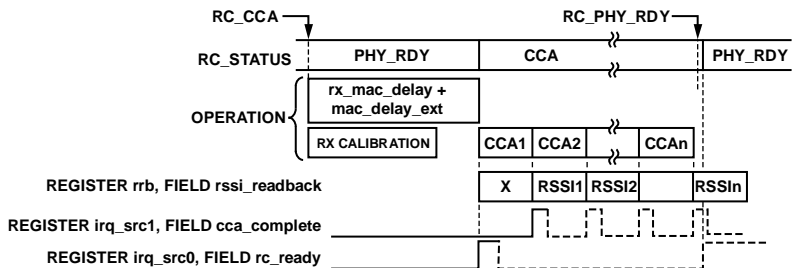 RC_CCA
RC_PHY_RDY
RC_STATUS
PHY_RDY
CCA
PHY_RDY
OPERATION
rx_mac_delay +
mac_delay_ext
RX CALIBRATION
CCA1
CCA2
CCAn
REGISTER rrb, FIELD rssi_readback
X
RSSI1
RSSI2
RSSIn
REGISTER irq_src1, FIELD cca_complete
REGISTER irq_src0, FIELD rc_ready